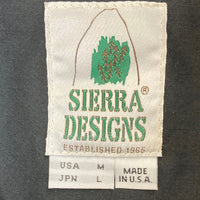 ®
SIERRA
DESIGNS
ESTABLISHED 1965
USA M
JPN L
MADE
IN U.S.A.